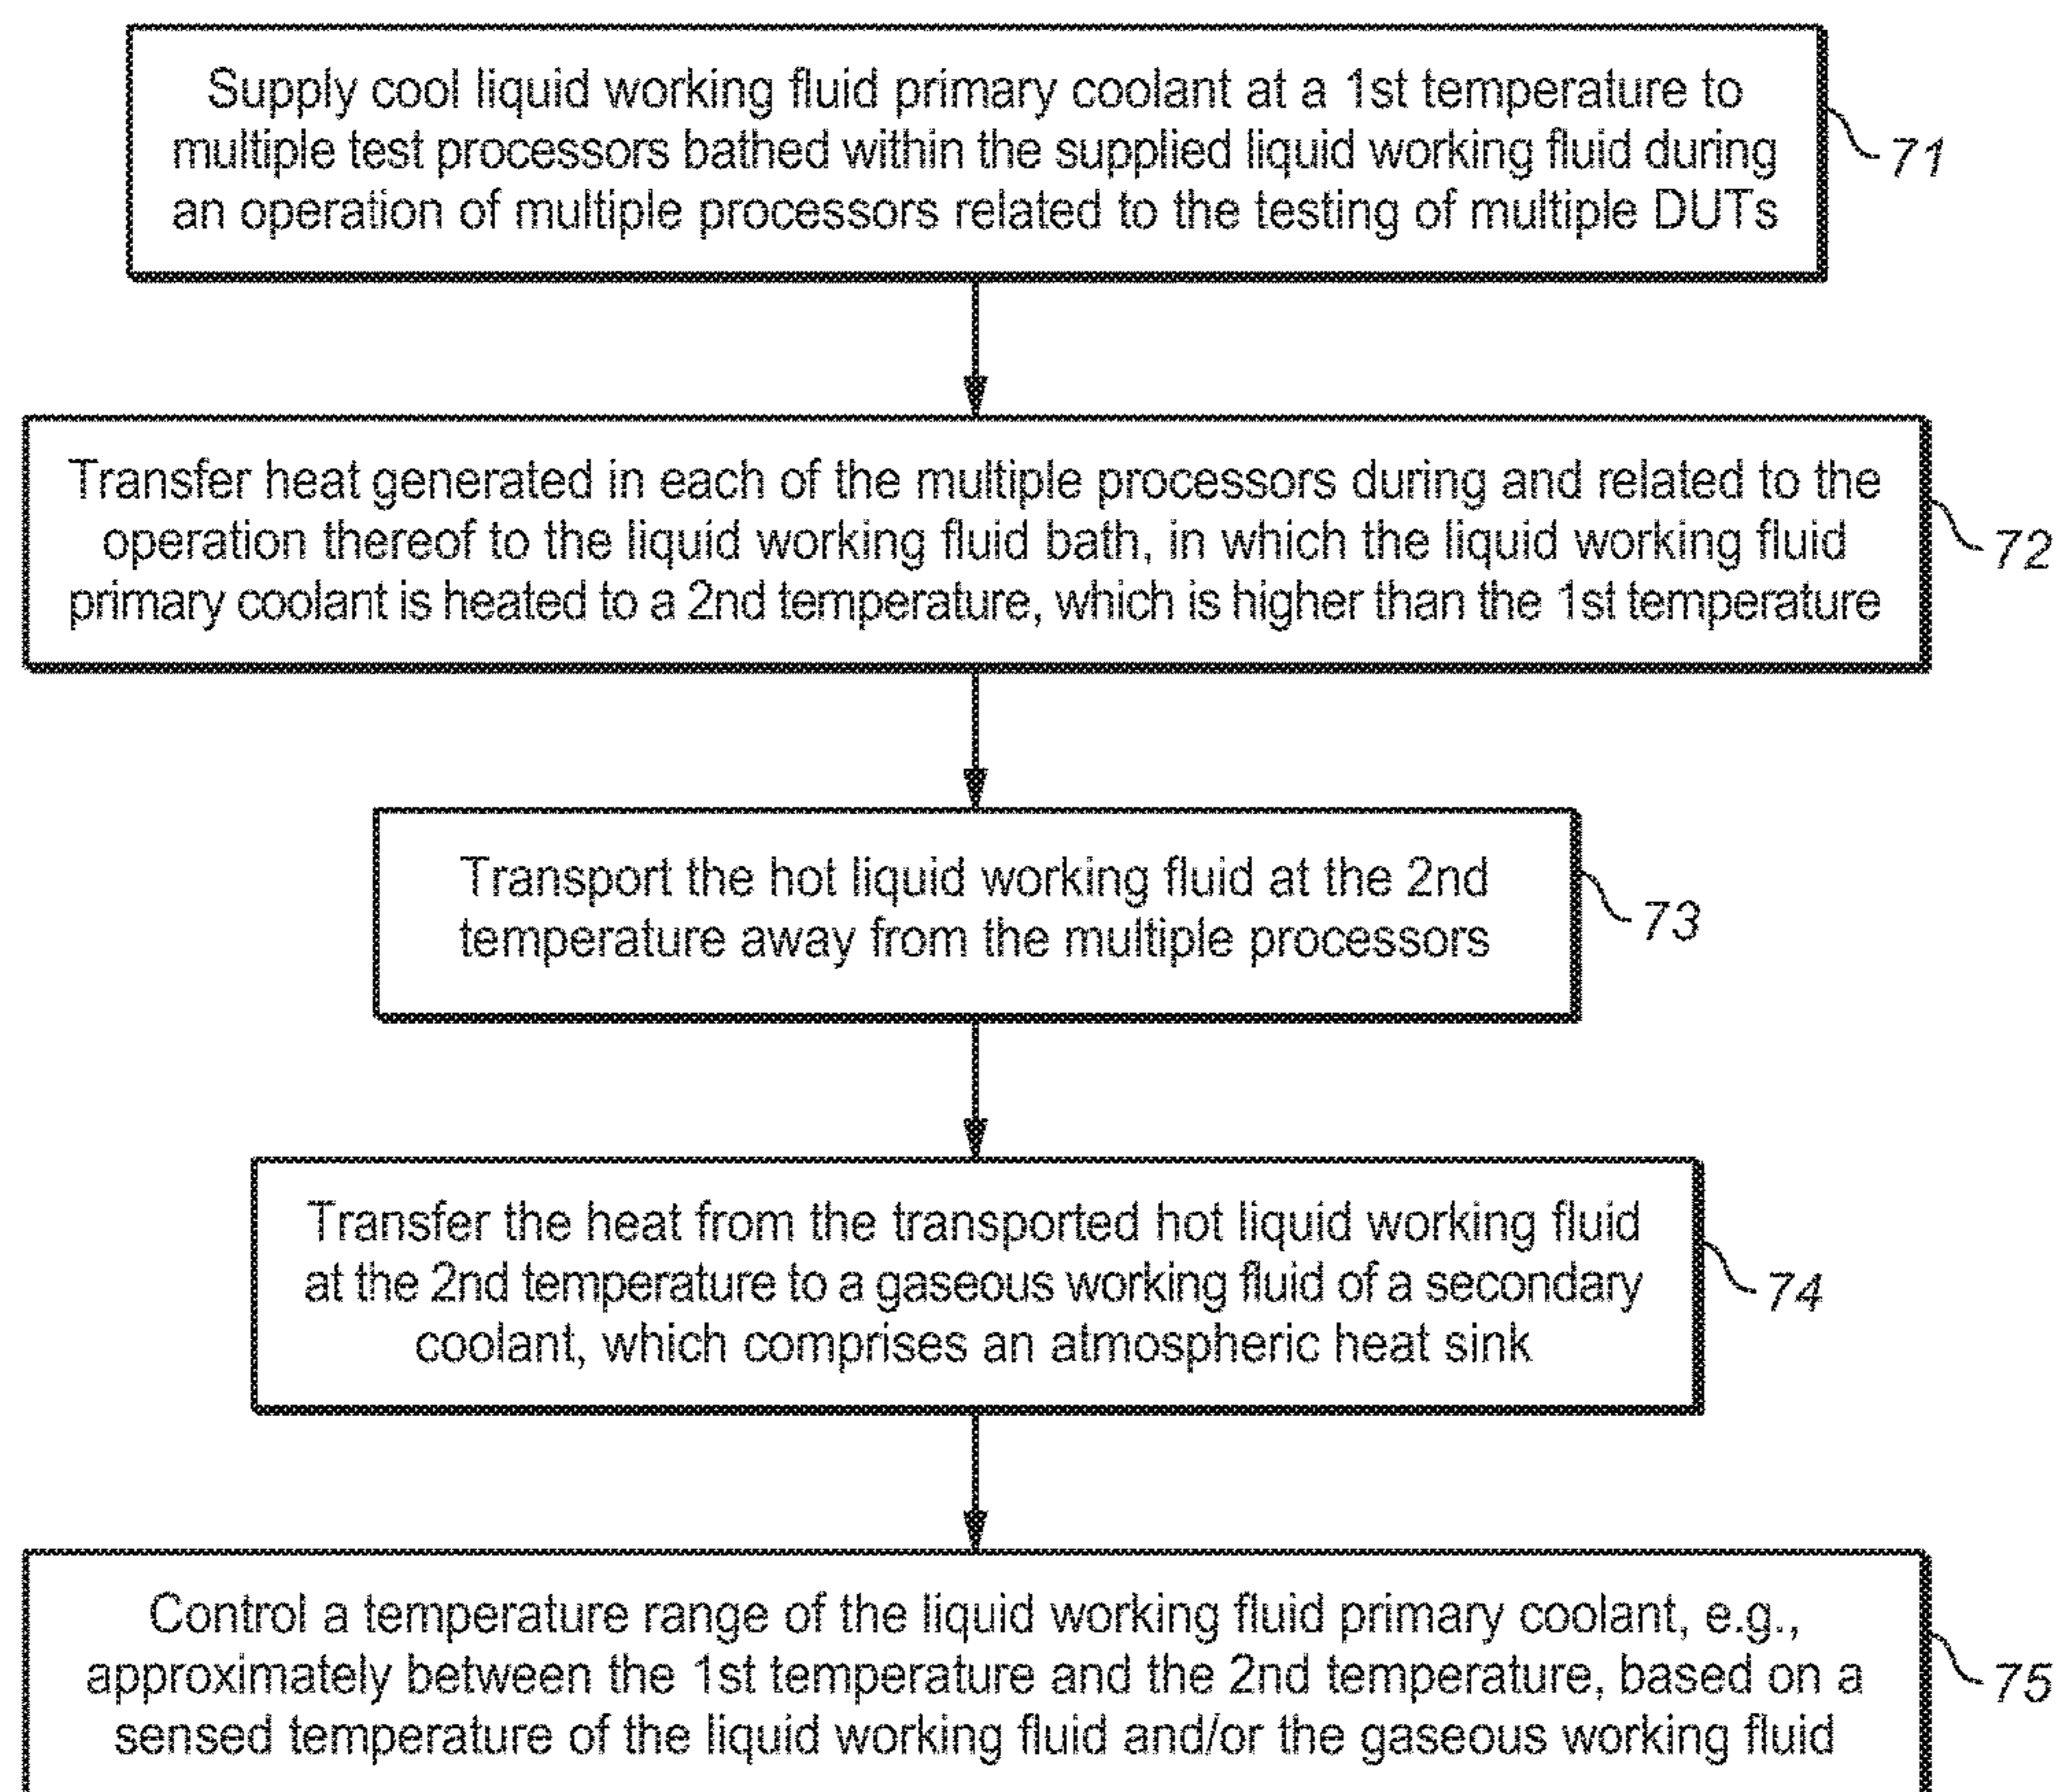 Supply cool liquid working fluid primary coolant at a 1st temperature to
multiple test processors bathed within the supplied liquid working fluid during
an operation of multiple processors related to the testing of multiple DUTs
71
Transfer heat generated in each of the multiple processors during and related to the
operation thereof to the liquid working fluid bath, in which the liquid working fluid
primary coolant is heated to a 2nd temperature, which is higher than the 1st temperature
72
Transport the hot liquid working fluid at the 2nd
temperature away from the multiple processors
73
Transfer the heat from the transported hot liquid working fluid
at the 2nd temperature to a gaseous working fluid of a secondary
coolant, which comprises an atmospheric heat sink
74
Control a temperature range of the liquid working fluid primary coolant, e.g.,
approximately between the 1st temperature and the 2nd temperature, based on a
sensed temperature of the liquid working fluid and/or the gaseous working fluid
75